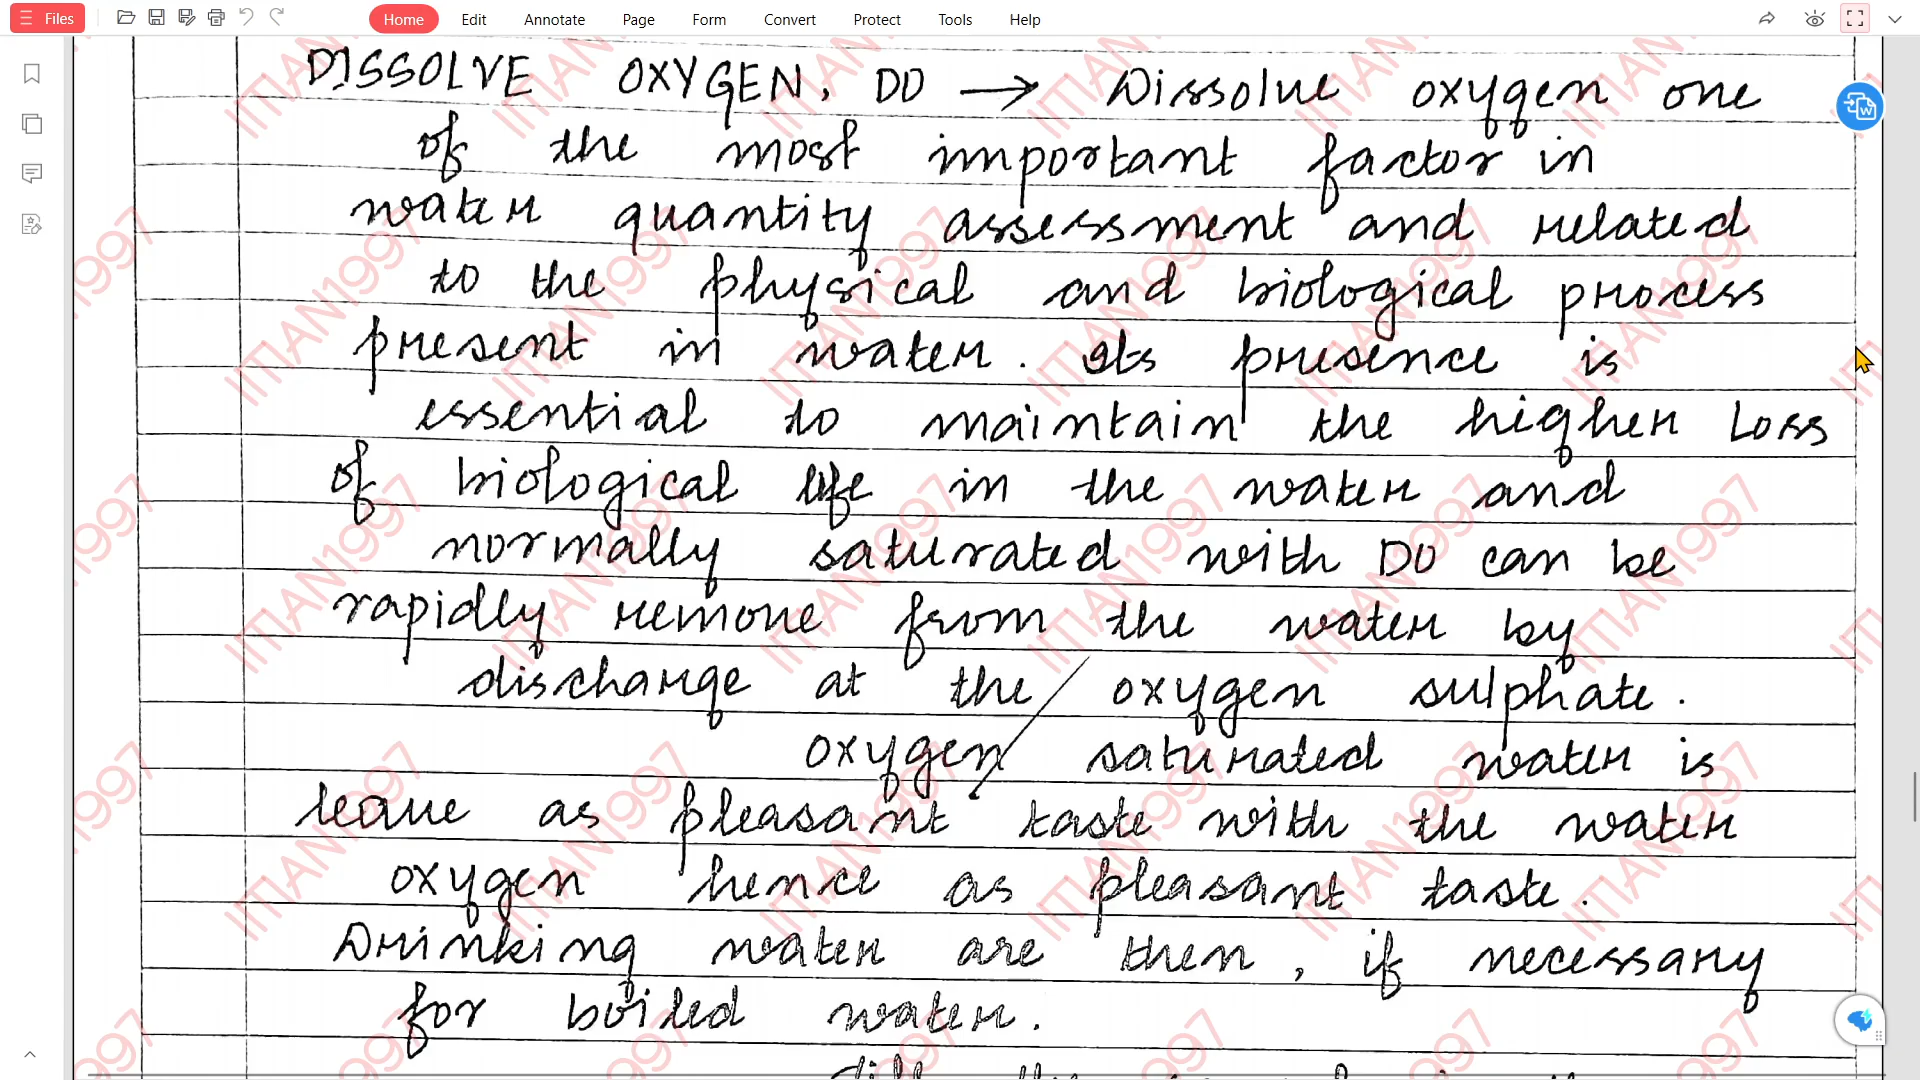 Files Home Edit Annotate Page Form Convert Protect Tools Help
DISSOLVE OXYGEN, DO → Dissolve oxygen one
of the most important factor in
water quantity assessment and related
to the physical and biological process
present in water. Its presence is
essential to maintain the higher Loss
of biological life in the water and
normally saturated with DO can be
rapidly remove from the water by
discharge at the oxygen sulphate.
oxygen saturated water is
leave as pleasant taste with the water
oxygen hence as pleasant taste.
Drinking water are then, if necessary
for boiled water.